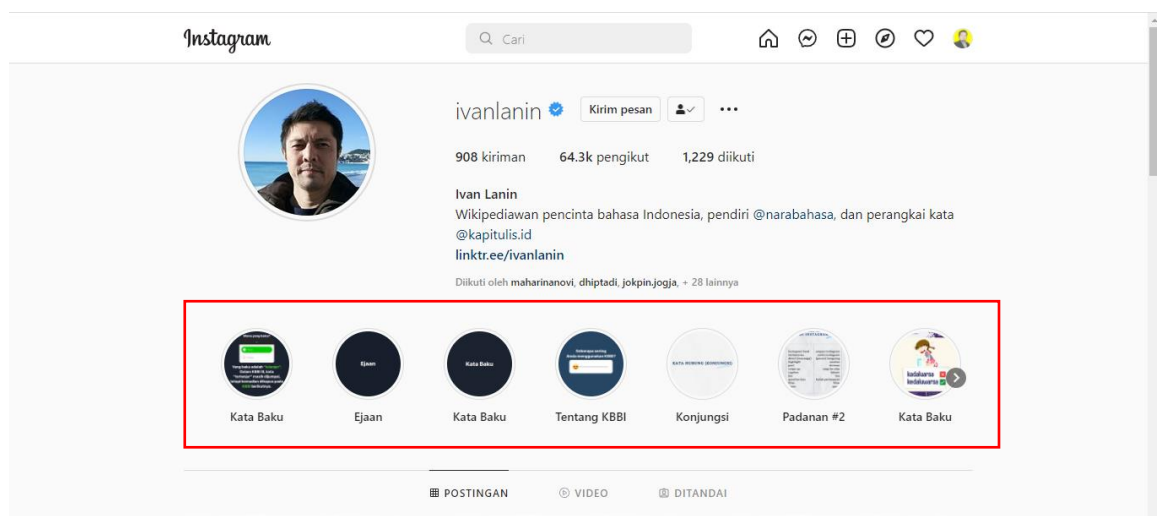 Instagram
Cari
ivanlanin
Kirim pesan
908 kiriman 64.3k pengikut 1,229 diikuti
Ivan Lanin
Wikipediawan pencinta bahasa Indonesia, pendiri @narabahasa, dan perangkai kata
@kapitulis.id
linktr.ee/ivanlanin
Diikuti oleh maharinanovi, dhiptadi, jokpin.jogja, + 28 lainnya
Ejaan
Kata Baku
kedaluarsa
kedaluwarsa
Kata Baku Ejaan Kata Baku Tentang KBBI Konjungsi Padanan #2 Kata Baku
POSTINGAN VIDEO DITANDAI